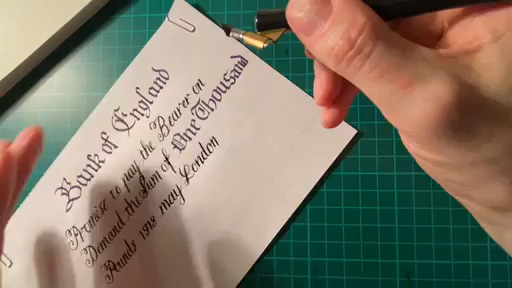 Bank of England
Promise to pay the Bearer on
Demand the Sum of One Thousand
Pounds 1918 may London